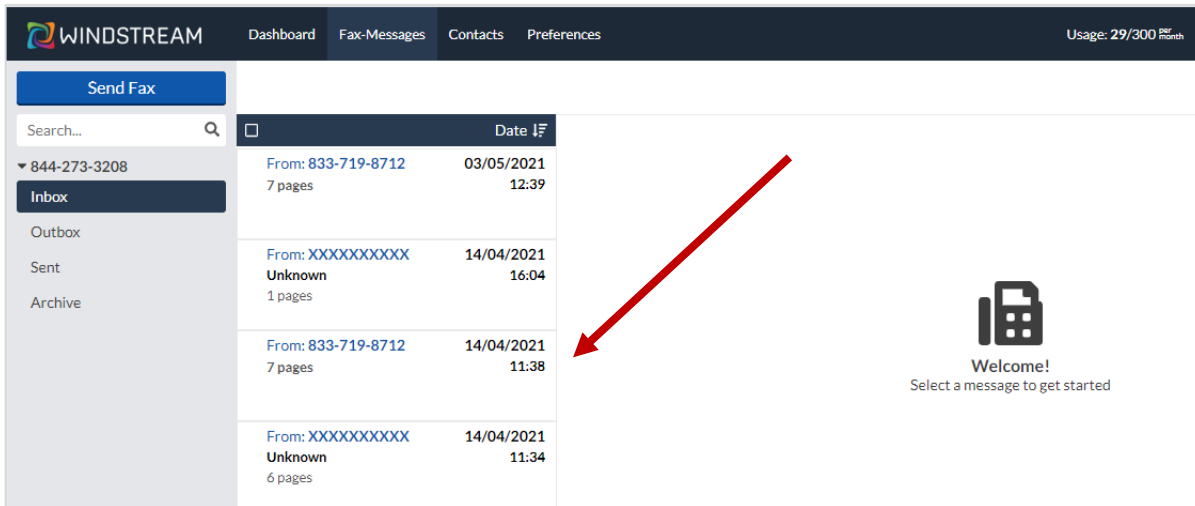 WINDSTREAM Dashboard Fax-Messages Contacts Preferences Usage: 29/300 per month
Send Fax
Search...
844-273-3208
Inbox
Outbox
Sent
Archive
Date
From: 833-719-8712 03/05/2021
7 pages 12:39
From: XXXXXXXXXX 14/04/2021
Unknown 16:04
1 pages
From: 833-719-8712 14/04/2021
7 pages 11:38
From: XXXXXXXXXX 14/04/2021
Unknown 11:34
6 pages
Welcome!
Select a message to get started